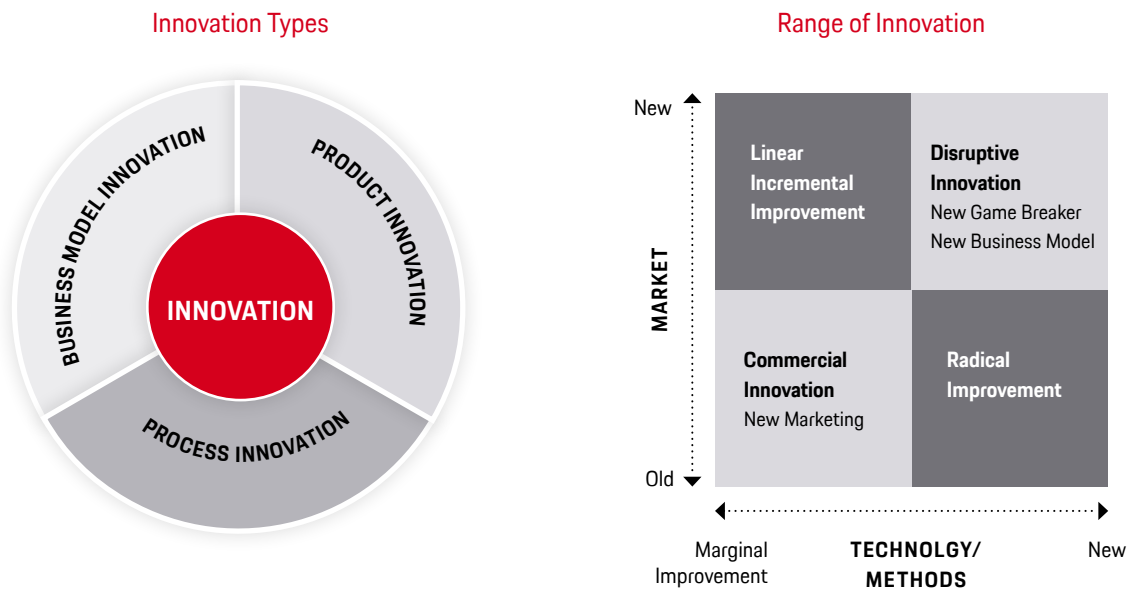 Innovation Types
BUSINESS MODEL INNOVATION
PRODUCT INNOVATION
INNOVATION
PROCESS INNOVATION
Range of Innovation
New
MARKET
Old
Linear
Incremental
Improvement
Disruptive
Innovation
New Game Breaker
New Business Model
Commercial
Innovation
New Marketing
Radical
Improvement
Marginal
Improvement
TECHNOLGY/
METHODS
New